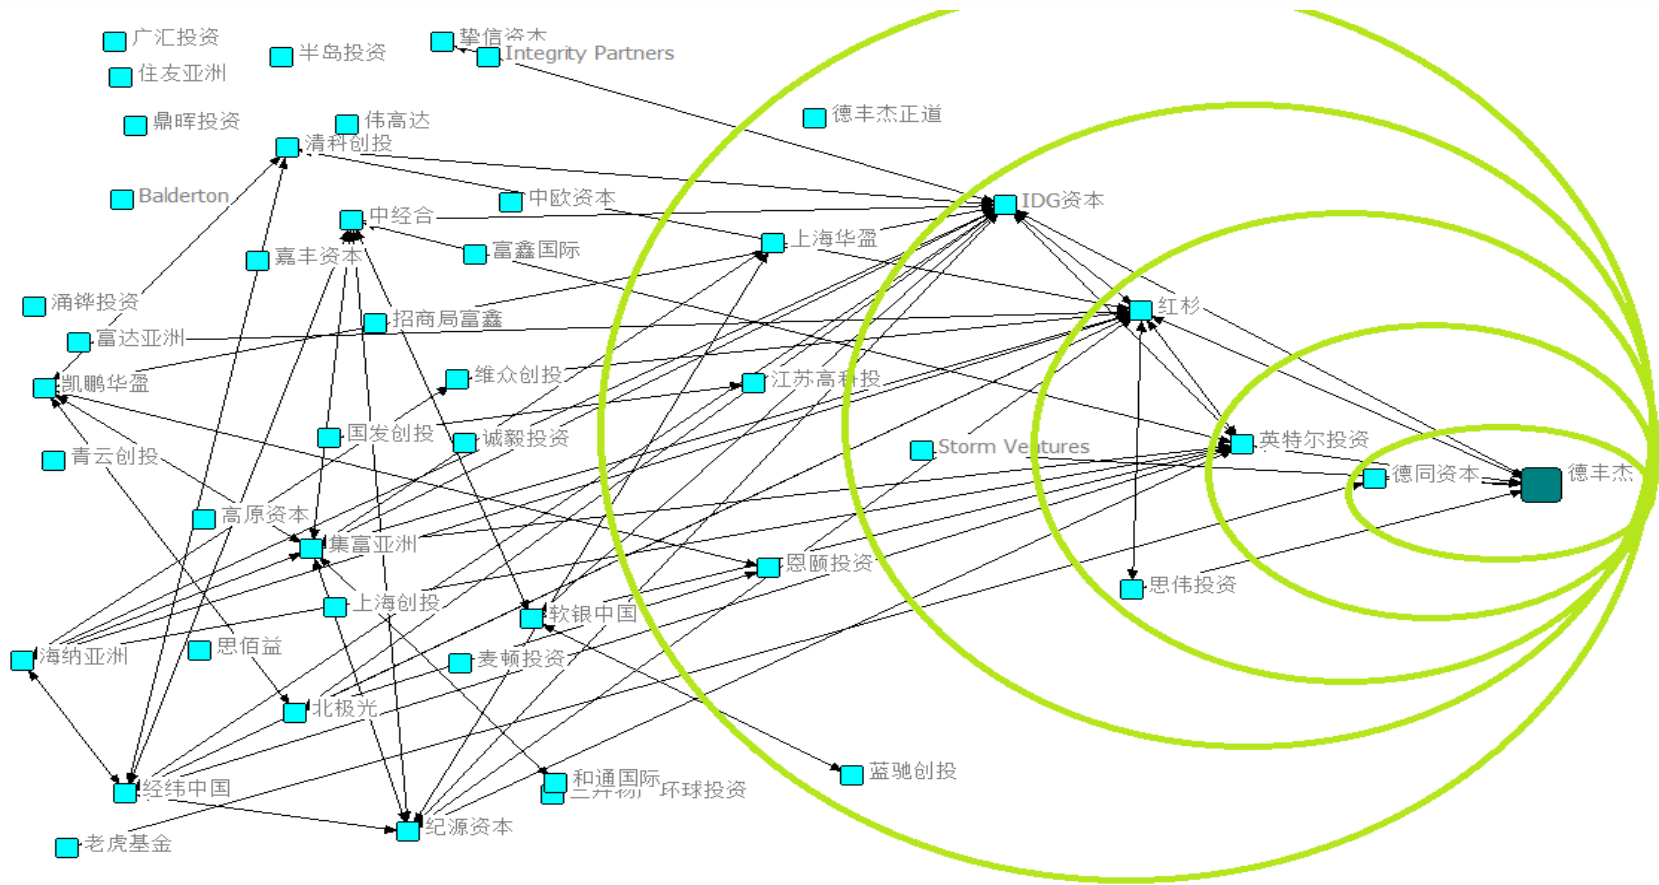 广汇投资
挚信资本
半岛投资
Integrity Partners
住友亚洲
鼎晖投资
伟高达
德丰杰正道
清科创投
Balderton
中欧资本
IDG资本
中经合
上海华盈
嘉丰资本
富鑫国际
涌铧投资
红杉
招商局富鑫
富达亚洲
凯鹏华盈
维众创投
江苏高科投
国发创投
诚毅投资
Storm Ventures
英特尔投资
青云创投
德同资本
德丰杰
高原资本
集富亚洲
恩颐投资
思伟投资
上海创投
软银中国
海纳亚洲
思佰益
麦顿投资
北极光
经纬中国
和通国际
环球投资
蓝驰创投
纪源资本
老虎基金